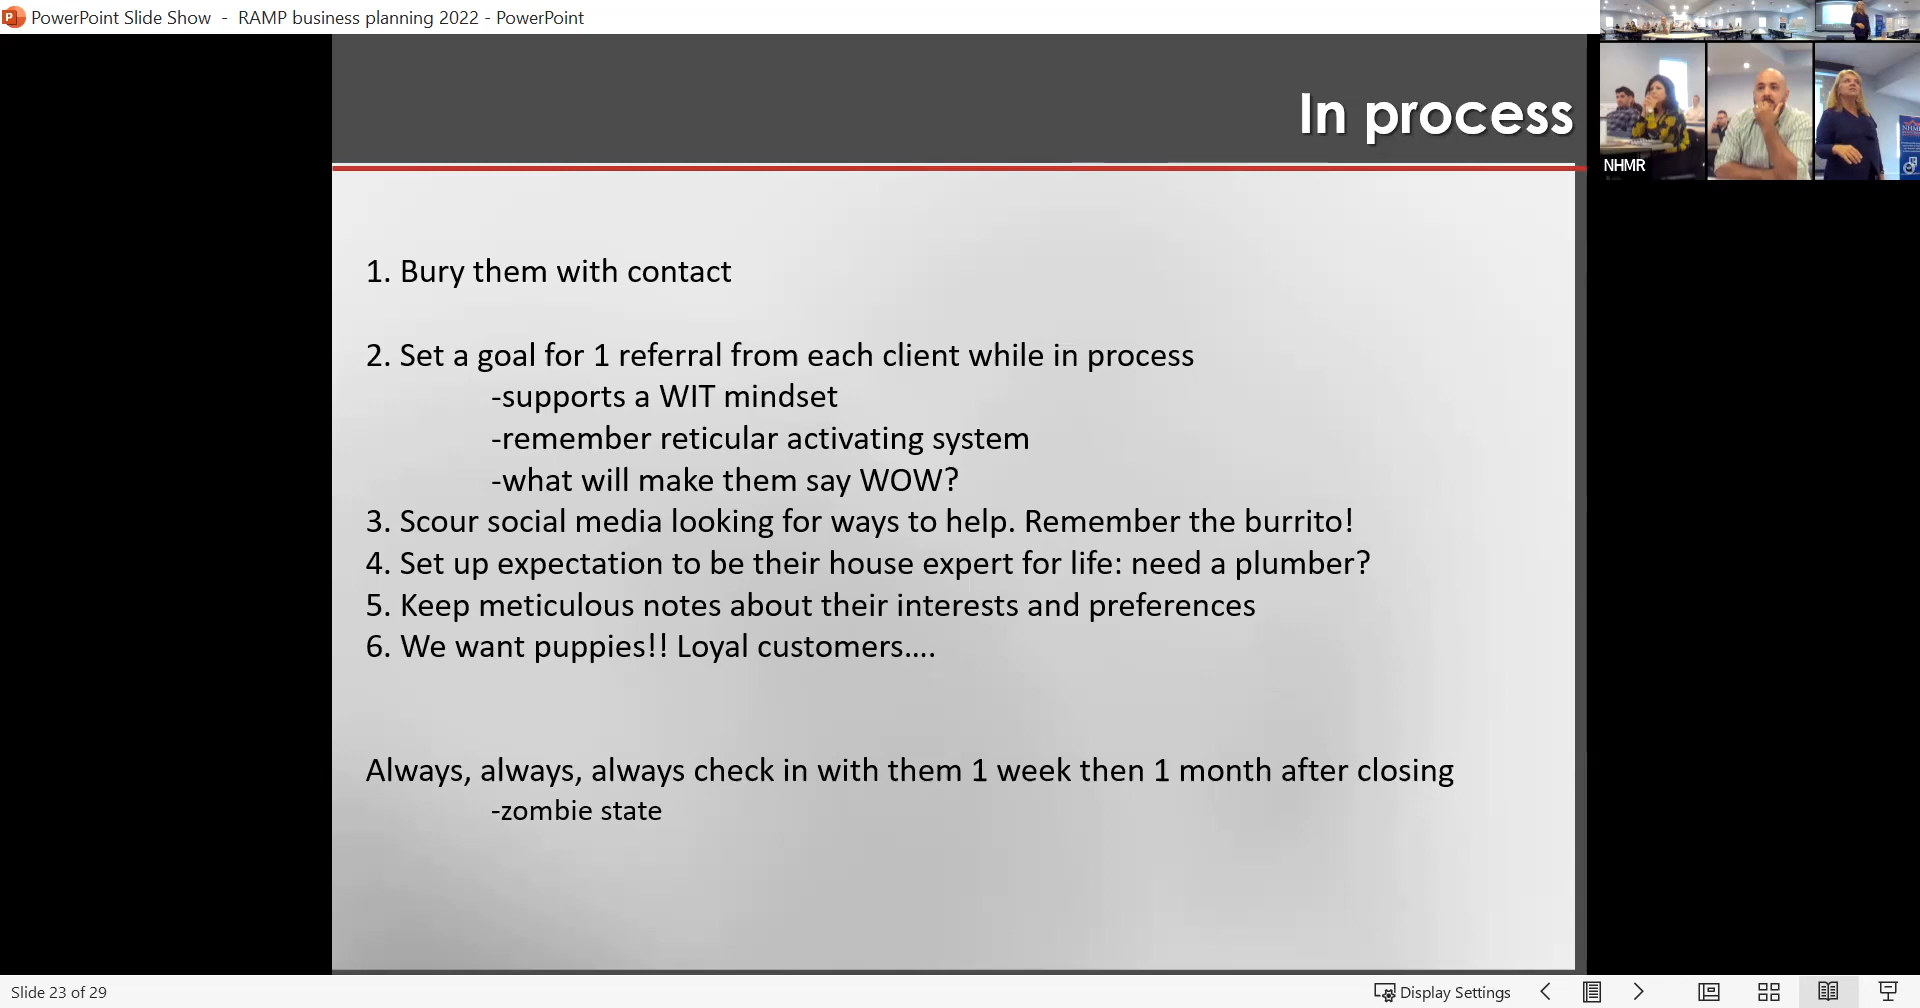 PowerPoint Slide Show - RAMP business planning 2022 - PowerPoint
In process
NHMR
1. Bury them with contact
2. Set a goal for 1 referral from each client while in process
-supports a WIT mindset
-remember reticular activating system
-what will make them say WOW?
3. Scour social media looking for ways to help. Remember the burrito!
4. Set up expectation to be their house expert for life: need a plumber?
5. Keep meticulous notes about their interests and preferences
6. We want puppies!! Loyal customers....
Always, always, always check in with them 1 week then 1 month after closing
-zombie state
Slide 23 of 29
Display Settings